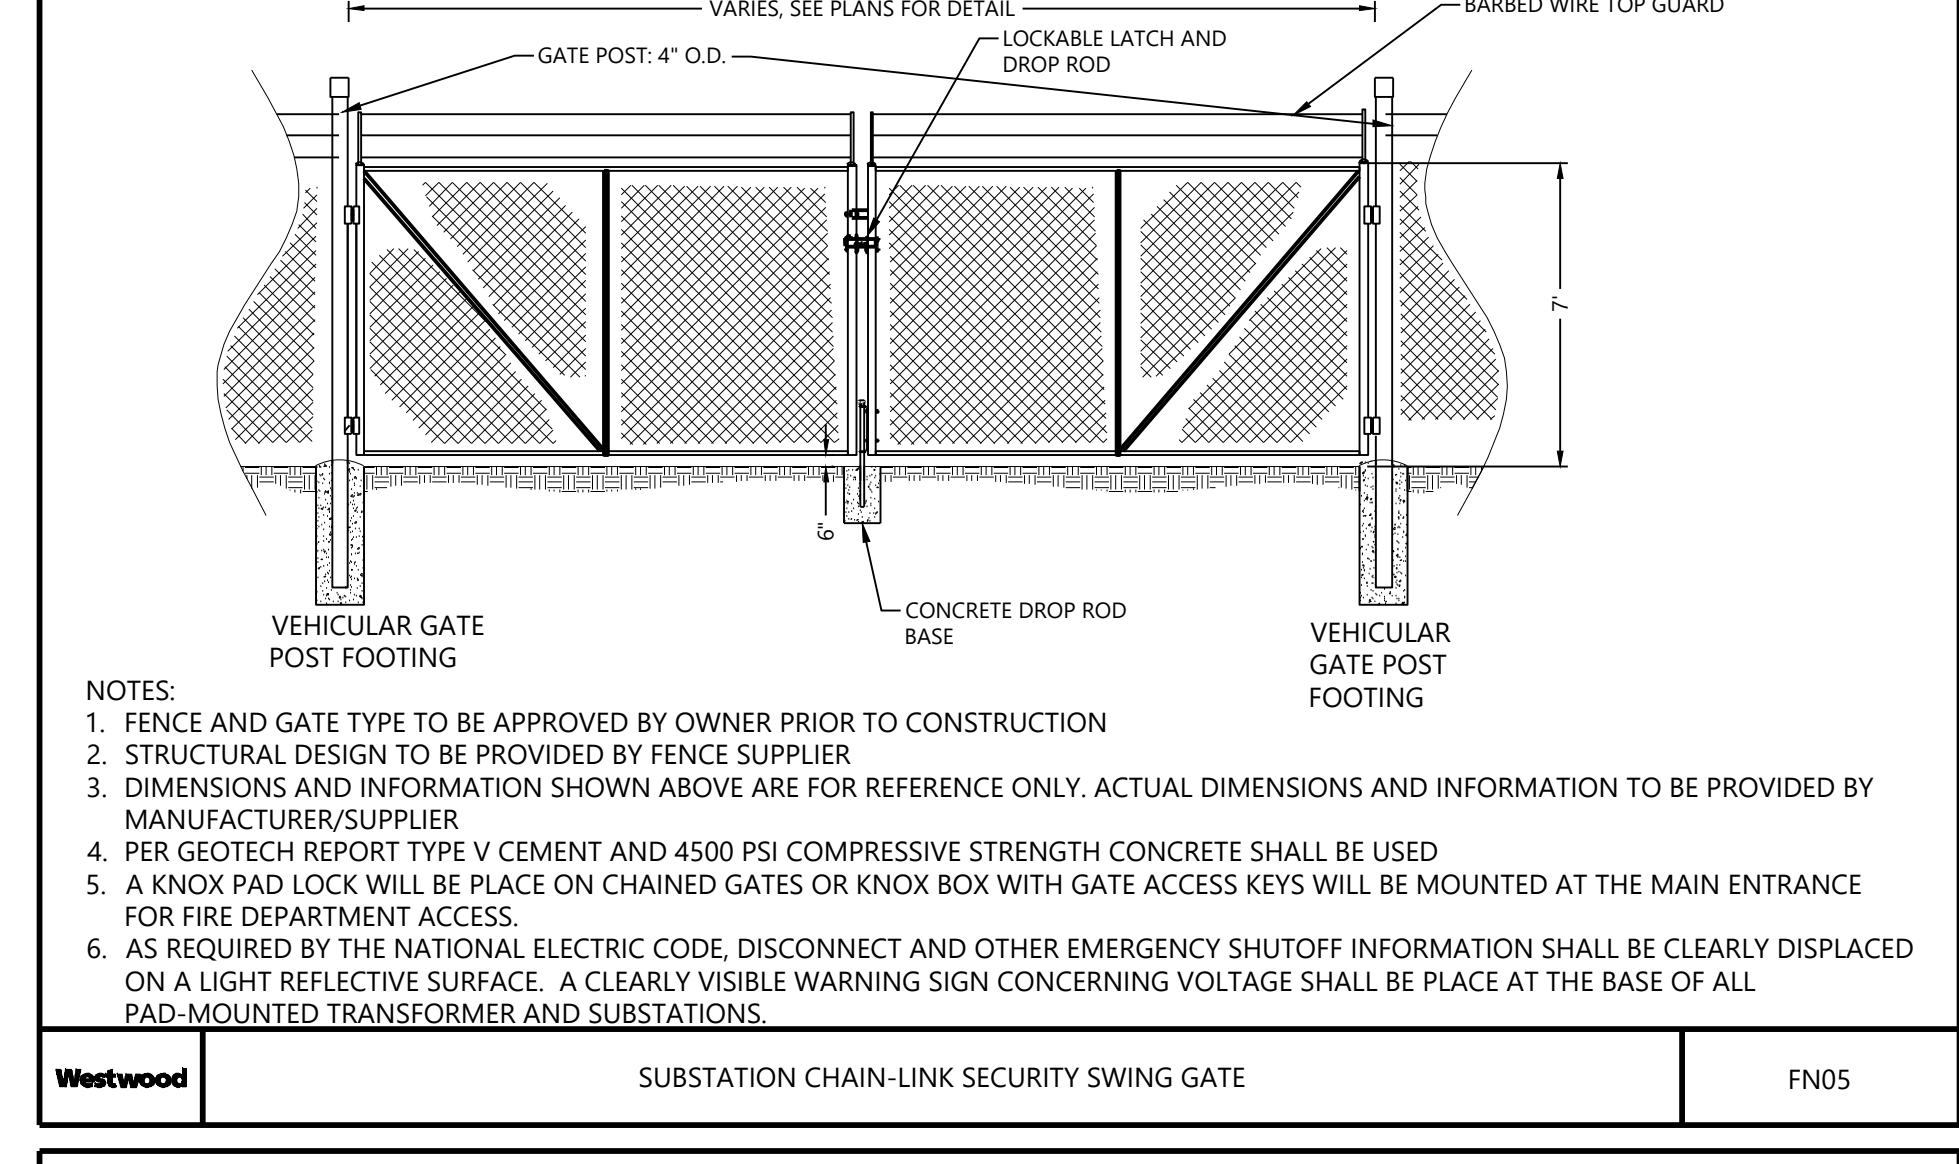 VARIES, SEE PLANS FOR DETAIL
BARBED WIRE TOP GUARD
GATE POST: 4" O.D.
LOCKABLE LATCH AND
DROP ROD
7'
6"
CONCRETE DROP ROD
BASE
VEHICULAR GATE
POST FOOTING
VEHICULAR
GATE POST
FOOTING
NOTES:
1. FENCE AND GATE TYPE TO BE APPROVED BY OWNER PRIOR TO CONSTRUCTION
2. STRUCTURAL DESIGN TO BE PROVIDED BY FENCE SUPPLIER
3. DIMENSIONS AND INFORMATION SHOWN ABOVE ARE FOR REFERENCE ONLY. ACTUAL DIMENSIONS AND INFORMATION TO BE PROVIDED BY
MANUFACTURER/SUPPLIER
4. PER GEOTECH REPORT TYPE V CEMENT AND 4500 PSI COMPRESSIVE STRENGTH CONCRETE SHALL BE USED
5. A KNOX PAD LOCK WILL BE PLACE ON CHAINED GATES OR KNOX BOX WITH GATE ACCESS KEYS WILL BE MOUNTED AT THE MAIN ENTRANCE
FOR FIRE DEPARTMENT ACCESS.
6. AS REQUIRED BY THE NATIONAL ELECTRIC CODE, DISCONNECT AND OTHER EMERGENCY SHUTOFF INFORMATION SHALL BE CLEARLY DISPLACED
ON A LIGHT REFLECTIVE SURFACE. A CLEARLY VISIBLE WARNING SIGN CONCERNING VOLTAGE SHALL BE PLACE AT THE BASE OF ALL
PAD-MOUNTED TRANSFORMER AND SUBSTATIONS.
Westwood
SUBSTATION CHAIN-LINK SECURITY SWING GATE
FN05